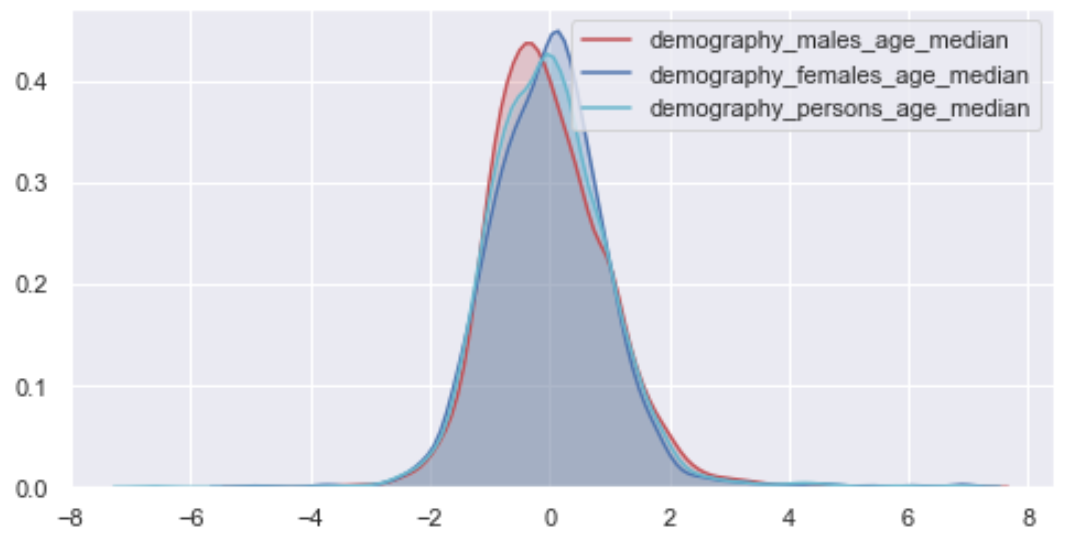 demography_males_age_median
demography_females_age_median
demography_persons_age_median
0.4
0.3
0.2
0.1
0.0
−8 −6 −4 −2 0 2 4 6 8